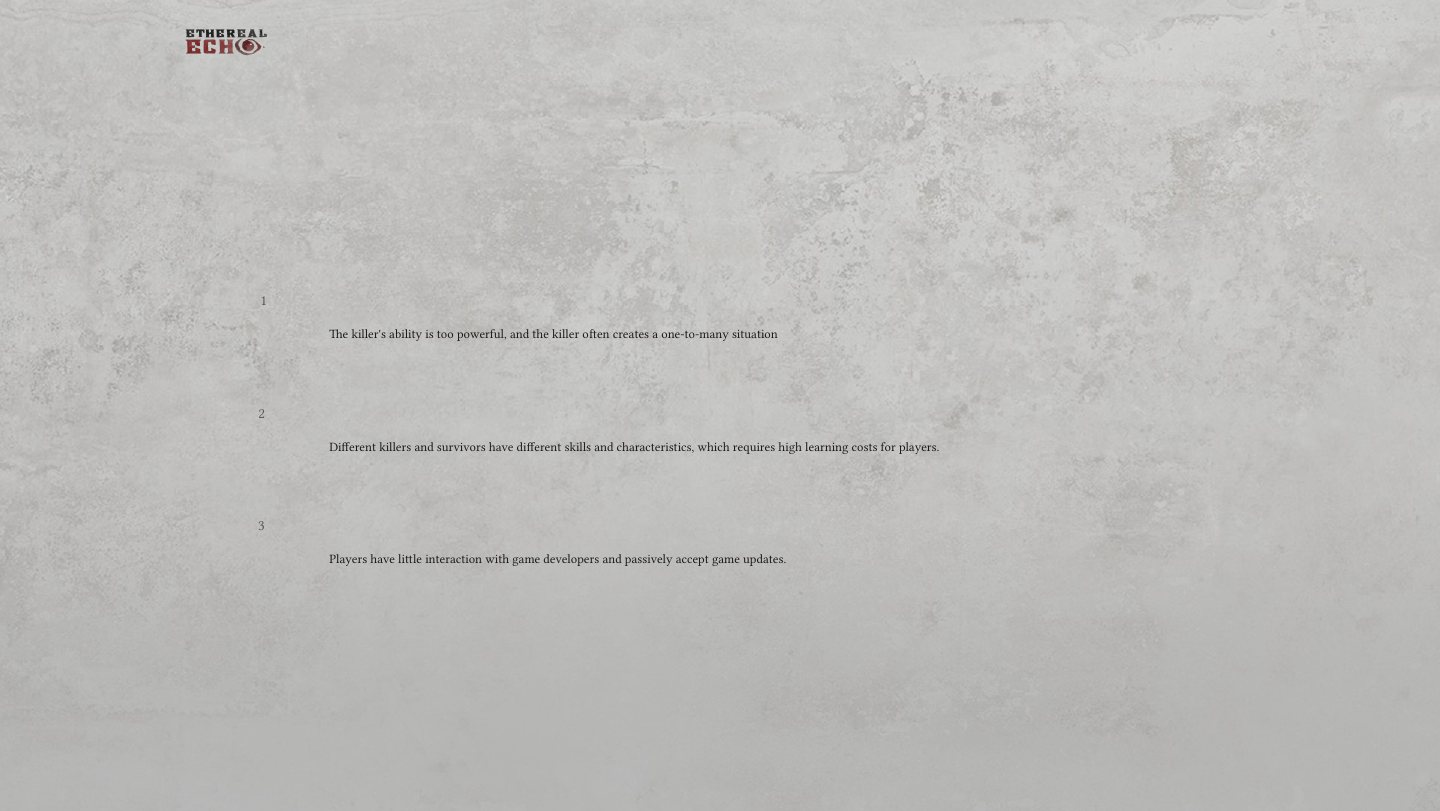 ETHEREAL
ECHO
1
The killer's ability is too powerful, and the killer often creates a one-to-many situation
2
Different killers and survivors have different skills and characteristics, which requires high learning costs for players.
3
Players have little interaction with game developers and passively accept game updates.